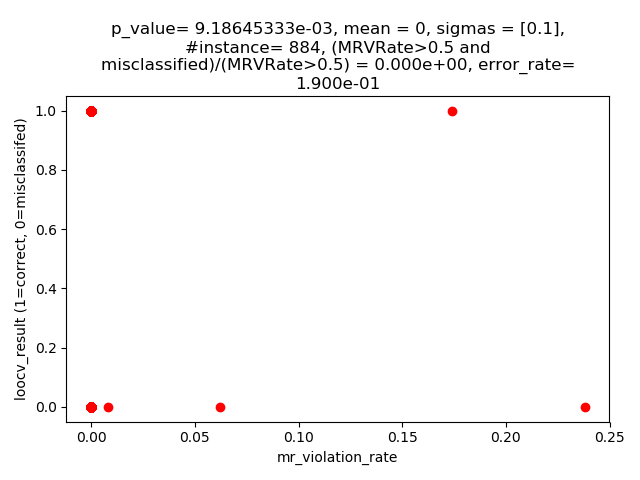 p_value= 9.18645333e-03, mean = 0, sigmas = [0.1],
#instance= 884, (MRVRate>0.5 and
misclassified)/(MRVRate>0.5) = 0.000e+00, error_rate=
1.900e-01
1.0
0.8
0.6
0.4
0.2
0.0
loocv_result (1=correct, 0=misclassifed)
0.00
0.05
0.10
0.15
0.20
0.25
mr_violation_rate